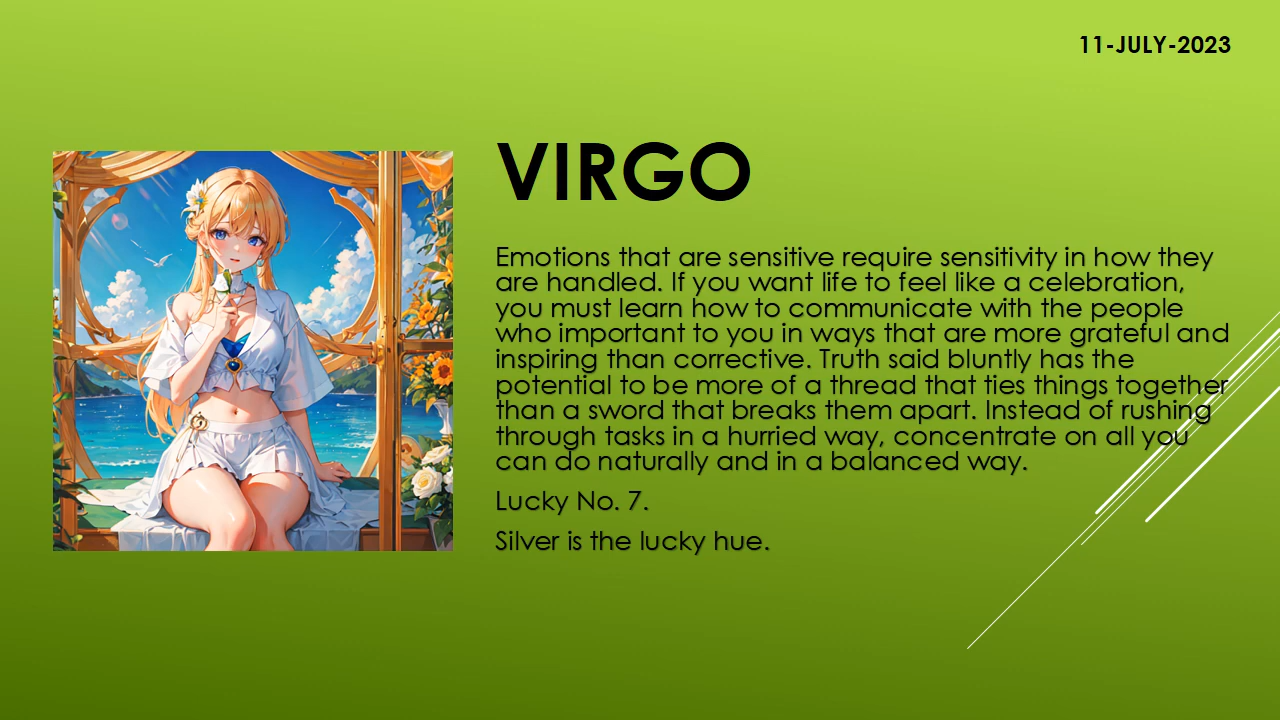 11-JULY-2023
VIRGO
Emotions that are sensitive require sensitivity in how they
are handled. If you want life to feel like a celebration,
you must learn how to communicate with the people
who important to you in ways that are more grateful and
inspiring than corrective. Truth said bluntly has the
potential to be more of a thread that ties things together
than a sword that breaks them apart. Instead of rushing
through tasks in a hurried way, concentrate on all you
can do naturally and in a balanced way.
Lucky No. 7.
Silver is the lucky hue.